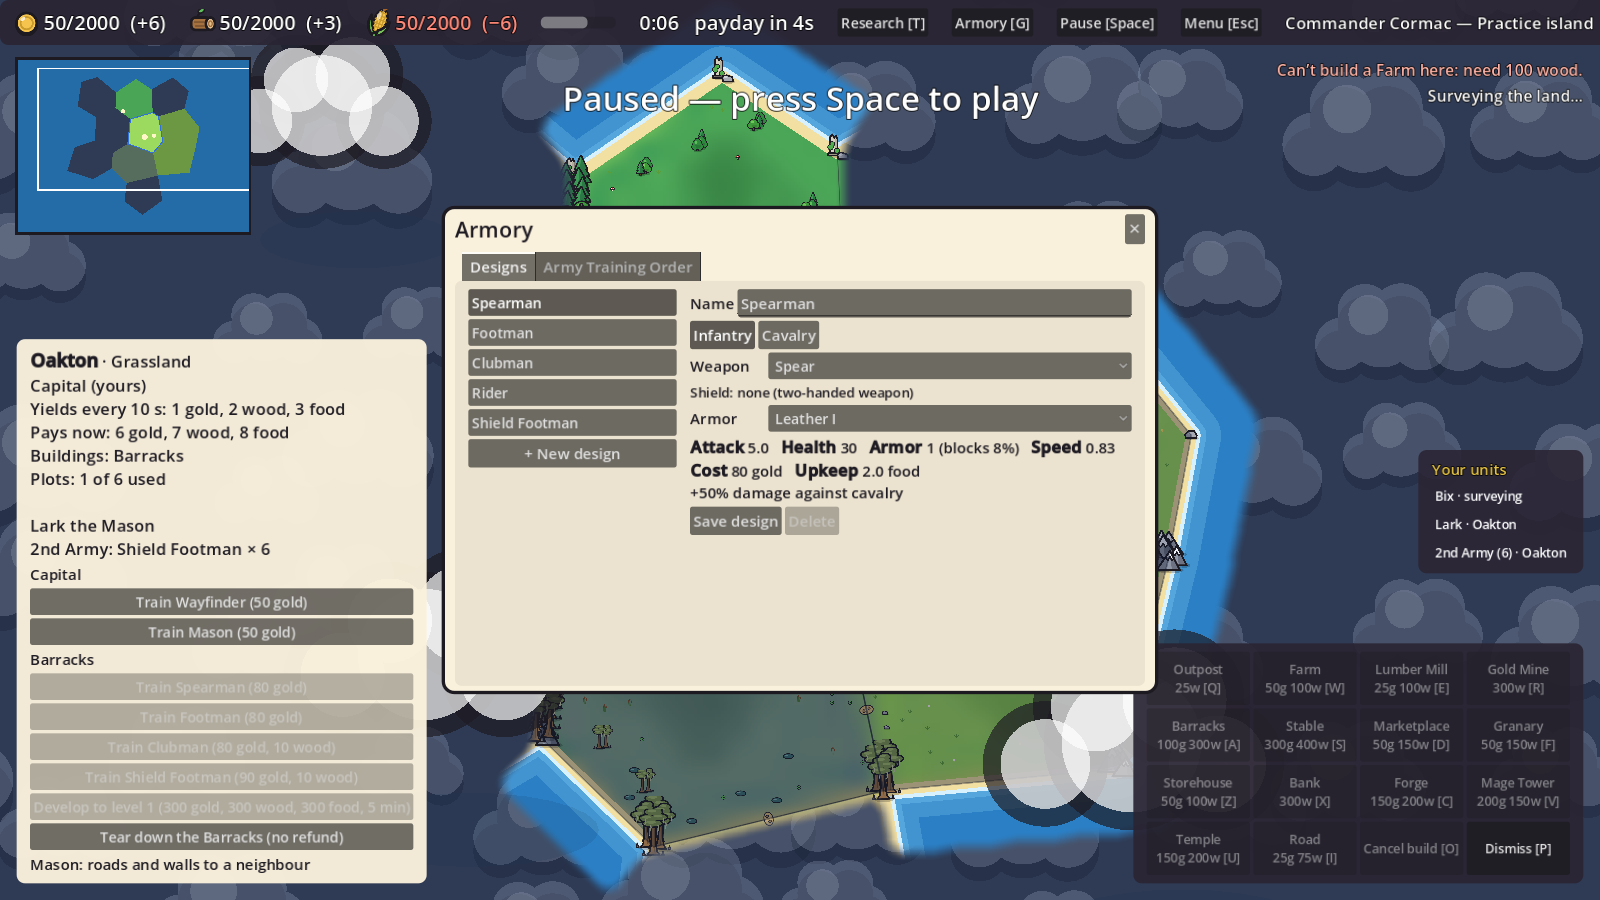 50/2000 (+6) 50/2000 (+3) 50/2000 (−6) 0:06 payday in 4s Research [T] Armory [G] Pause [Space] Menu [Esc] Commander Cormac — Practice island
Can't build a Farm here: need 100 wood.
Surveying the land...
Paused — press Space to play
Armory
×
Designs Army Training Order
Spearman
Footman
Clubman
Rider
Shield Footman
+ New design
Name Spearman
Infantry Cavalry
Weapon Spear
Shield: none (two-handed weapon)
Armor Leather I
Attack 5.0 Health 30 Armor 1 (blocks 8%) Speed 0.83
Cost 80 gold Upkeep 2.0 food
+50% damage against cavalry
Save design Delete
Oakton · Grassland
Capital (yours)
Yields every 10 s: 1 gold, 2 wood, 3 food
Pays now: 6 gold, 7 wood, 8 food
Buildings: Barracks
Plots: 1 of 6 used
Lark the Mason
2nd Army: Shield Footman × 6
Capital
Train Wayfinder (50 gold)
Train Mason (50 gold)
Barracks
Train Spearman (80 gold)
Train Footman (80 gold)
Train Clubman (80 gold, 10 wood)
Train Shield Footman (90 gold, 10 wood)
Develop to level 1 (300 gold, 300 wood, 300 food, 5 min)
Tear down the Barracks (no refund)
Mason: roads and walls to a neighbour
Your units
Bix · surveying
Lark · Oakton
2nd Army (6) · Oakton
Outpost Farm Lumber Mill Gold Mine
25w [Q] 50g 100w [W] 25g 100w [E] 300w [R]
Barracks Stable Marketplace Granary
100g 300w [A] 300g 400w [S] 50g 150w [D] 50g 150w [F]
Storehouse Bank Forge Mage Tower
50g 100w [Z] 300w [X] 150g 200w [C] 200g 150w [V]
Temple Road Cancel build [O] Dismiss [P]
150g 200w [U] 25g 75w [I]